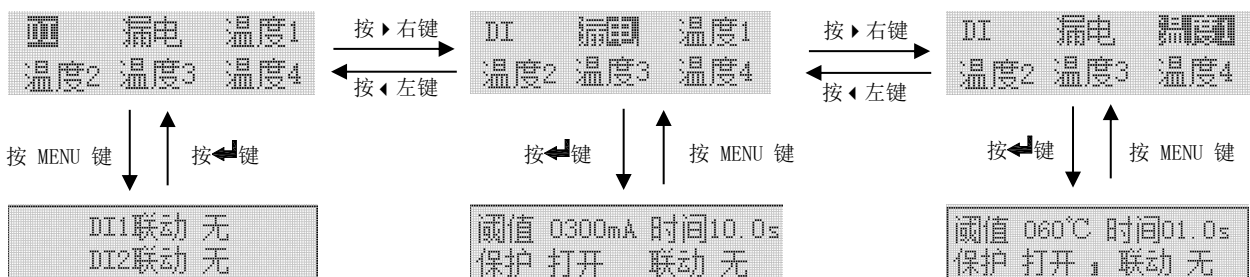 DI 漏电 温度1
温度2 温度3 温度4
按 右键
按 左键
DI 漏电 温度1
温度2 温度3 温度4
按 右键
按 左键
DI 漏电 温度1
温度2 温度3 温度4
按 MENU 键
按 键
按 键
按 MENU 键
按 键
按 MENU 键
DI1联动 无
DI2联动 无
阈值 0300mA 时间10.0s
保护 打开 联动 无
阈值 060℃ 时间01.0s
保护 打开 , 联动 无